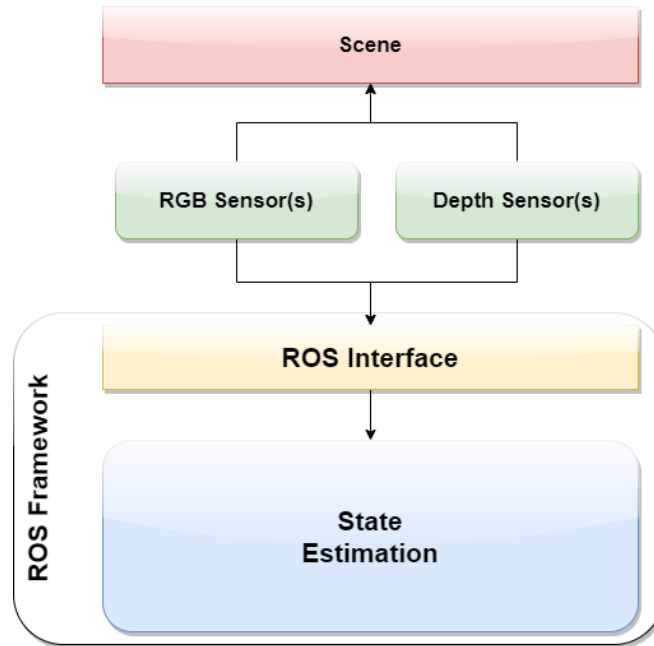 Scene
RGB Sensor(s)
Depth Sensor(s)
ROS Interface
ROS Framework
State
Estimation